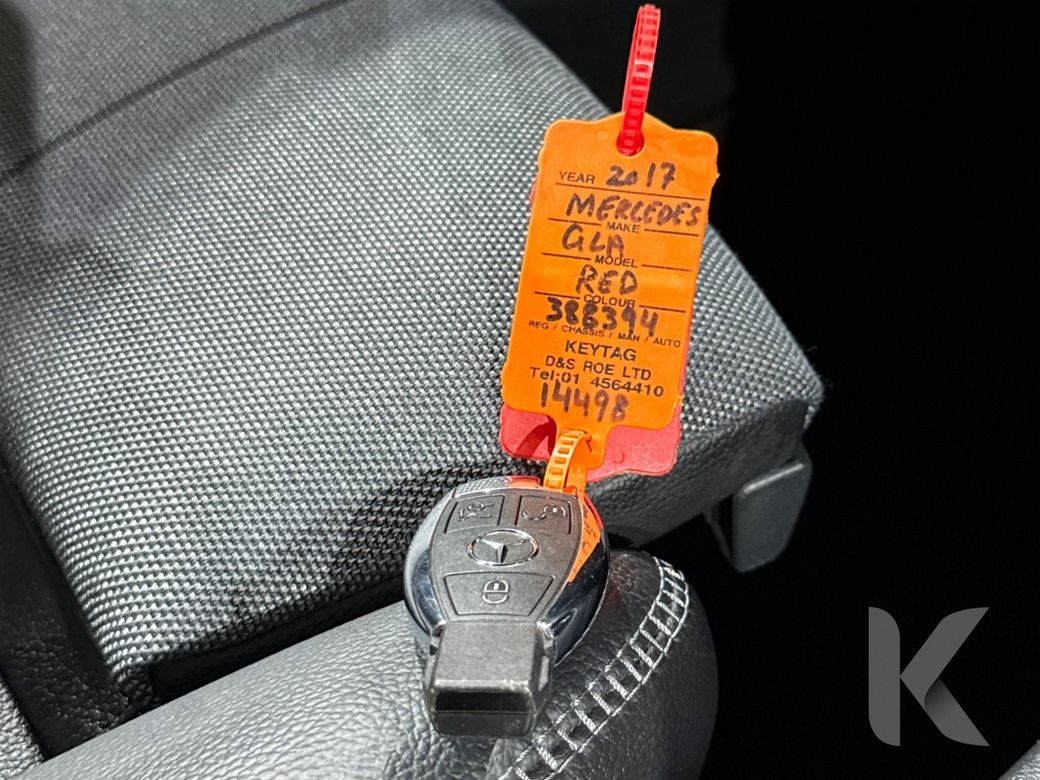 YEAR 2017
MERCEDES
MAKE
GLA
MODEL
RED
COLOUR
388394
REG / CHASSIS / MAN / AUTO
KEYTAG
D&S ROE LTD
Tel:01 4564410
14498
K